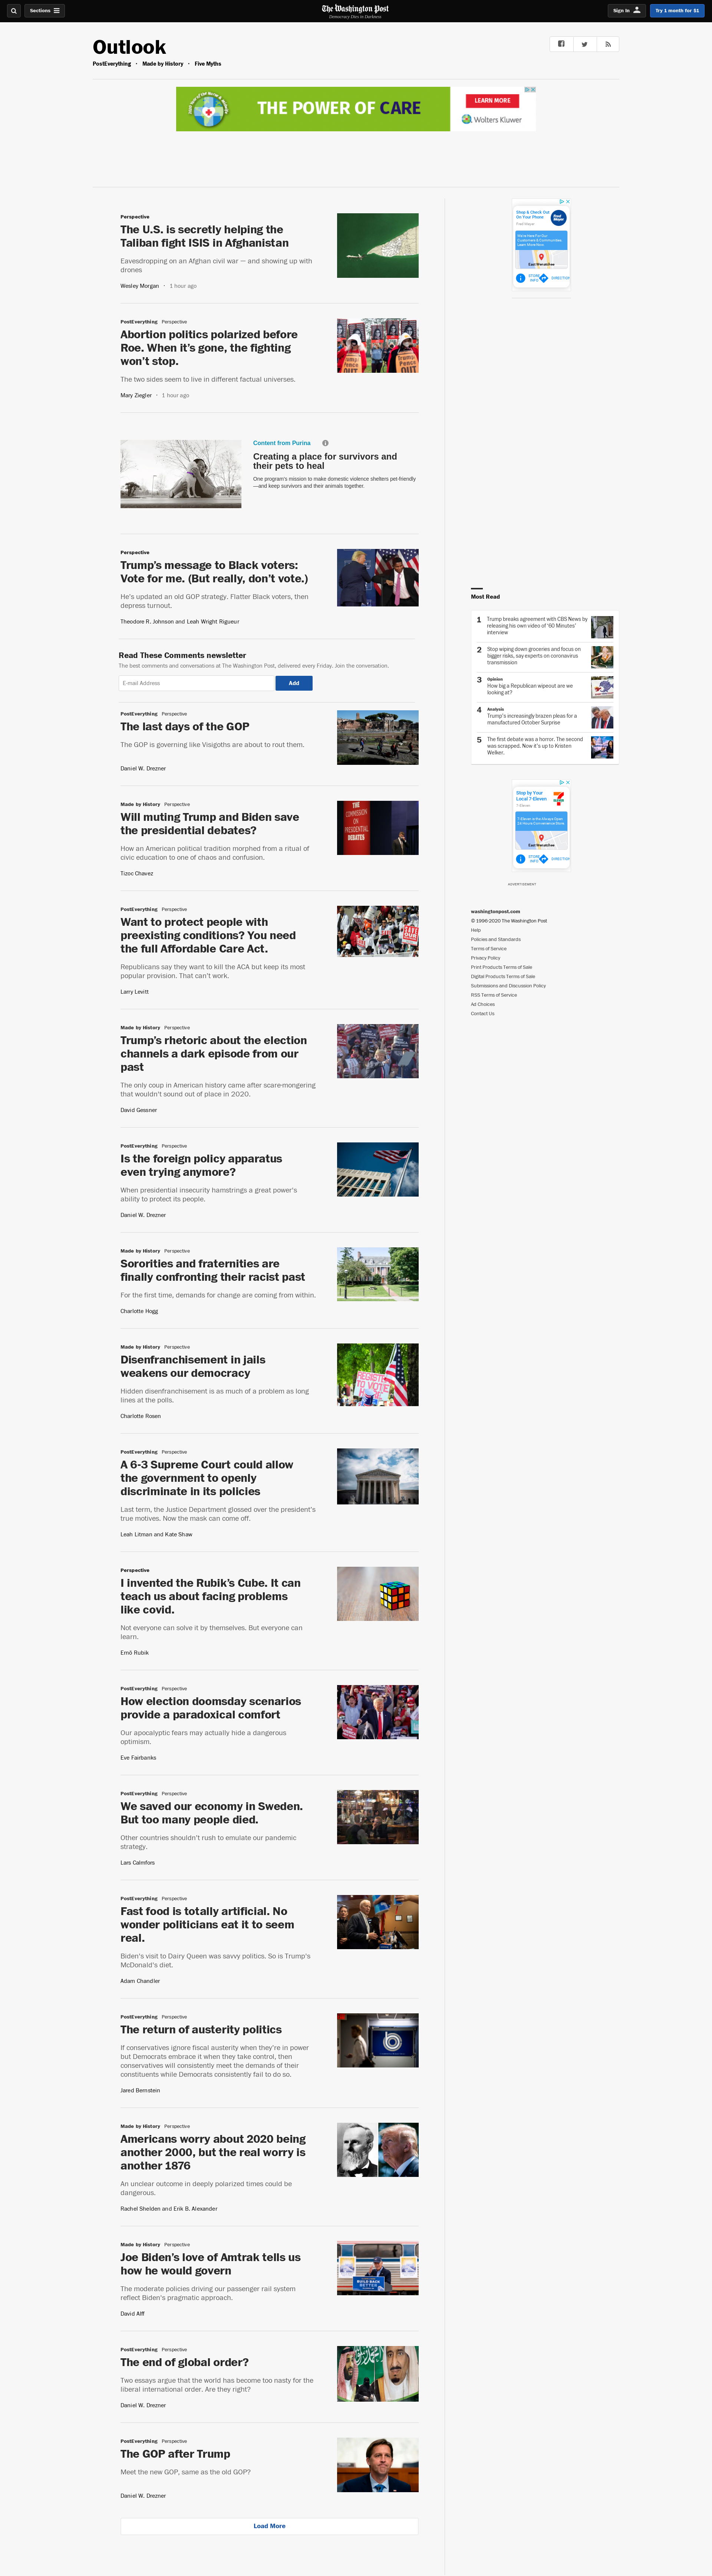 Sections
The Washington Post
Democracy Dies in Darkness
Sign In
Try 1 month for $1
Outlook
PostEverything • Made by History • Five Myths
THE POWER OF CARE
LEARN MORE
Wolters Kluwer
Perspective
The U.S. is secretly helping the
Taliban fight ISIS in Afghanistan
Eavesdropping on an Afghan civil war — and showing up with
drones
Wesley Morgan • 1 hour ago
PostEverything Perspective
Abortion politics polarized before
Roe. When it’s gone, the fighting
won’t stop.
The two sides seem to live in different factual universes.
Mary Ziegler • 1 hour ago
Content from Purina
Creating a place for survivors and
their pets to heal
One program's mission to make domestic violence shelters pet-friendly
—and keep survivors and their animals together.
Perspective
Trump’s message to Black voters:
Vote for me. (But really, don’t vote.)
He's updated an old GOP strategy. Flatter Black voters, then
depress turnout.
Theodore R. Johnson and Leah Wright Rigueur
Read These Comments newsletter
The best comments and conversations at The Washington Post, delivered every Friday. Join the conversation.
E-mail Address
Add
PostEverything Perspective
The last days of the GOP
The GOP is governing like Visigoths are about to rout them.
Daniel W. Drezner
Made by History Perspective
Will muting Trump and Biden save
the presidential debates?
How an American political tradition morphed from a ritual of
civic education to one of chaos and confusion.
Tizoc Chavez
PostEverything Perspective
Want to protect people with
preexisting conditions? You need
the full Affordable Care Act.
Republicans say they want to kill the ACA but keep its most
popular provision. That can't work.
Larry Levitt
Made by History Perspective
Trump’s rhetoric about the election
channels a dark episode from our
past
The only coup in American history came after scare-mongering
that wouldn't sound out of place in 2020.
David Gessner
PostEverything Perspective
Is the foreign policy apparatus
even trying anymore?
When presidential insecurity hamstrings a great power's
ability to protect its people.
Daniel W. Drezner
Made by History Perspective
Sororities and fraternities are
finally confronting their racist past
For the first time, demands for change are coming from within.
Charlotte Hogg
Made by History Perspective
Disenfranchisement in jails
weakens our democracy
Hidden disenfranchisement is as much of a problem as long
lines at the polls.
Charlotte Rosen
PostEverything Perspective
A 6-3 Supreme Court could allow
the government to openly
discriminate in its policies
Last term, the Justice Department glossed over the president's
true motives. Now the mask can come off.
Leah Litman and Kate Shaw
Perspective
I invented the Rubik’s Cube. It can
teach us about facing problems
like covid.
Not everyone can solve it by themselves. But everyone can
learn.
Ernő Rubik
PostEverything Perspective
How election doomsday scenarios
provide a paradoxical comfort
Our apocalyptic fears may actually hide a dangerous
optimism.
Eve Fairbanks
PostEverything Perspective
We saved our economy in Sweden.
But too many people died.
Other countries shouldn't rush to emulate our pandemic
strategy.
Lars Calmfors
PostEverything Perspective
Fast food is totally artificial. No
wonder politicians eat it to seem
real.
Biden's visit to Dairy Queen was savvy politics. So is Trump's
McDonald's diet.
Adam Chandler
PostEverything Perspective
The return of austerity politics
If conservatives ignore fiscal austerity when they're in power
but Democrats embrace it when they take control, then
conservatives will consistently meet the demands of their
constituents while Democrats consistently fail to do so.
Jared Bernstein
Made by History Perspective
Americans worry about 2020 being
another 2000, but the real worry is
another 1876
An unclear outcome in deeply polarized times could be
dangerous.
Rachel Shelden and Erik B. Alexander
Made by History Perspective
Joe Biden’s love of Amtrak tells us
how he would govern
The moderate policies driving our passenger rail system
reflect Biden's pragmatic approach.
David Alff
PostEverything Perspective
The end of global order?
Two essays argue that the world has become too nasty for the
liberal international order. Are they right?
Daniel W. Drezner
PostEverything Perspective
The GOP after Trump
Meet the new GOP, same as the old GOP?
Daniel W. Drezner
Load More
Stop & Check Out
On Your Phone
East Wenatchee
STORE
INFO
Most Read
1 Trump breaks agreement with CBS News by
releasing his own video of ‘60 Minutes’
interview
2 Stop wiping down groceries and focus on
bigger risks, say experts on coronavirus
transmission
3 Opinion
How big a Republican wipeout are we
looking at?
4 Analysis
Trump’s increasingly brazen pleas for a
manufactured October Surprise
5 The first debate was a horror. The second
was scrapped. Now it’s up to Kristen
Welker.
Stop by Your
Local 7-Eleven
7-Eleven
East Wenatchee
STORE
INFO
ADVERTISEMENT
washingtonpost.com
© 1996-2020 The Washington Post
Help
Policies and Standards
Terms of Service
Privacy Policy
Print Products Terms of Sale
Digital Products Terms of Sale
Submissions and Discussion Policy
RSS Terms of Service
Ad Choices
Contact Us